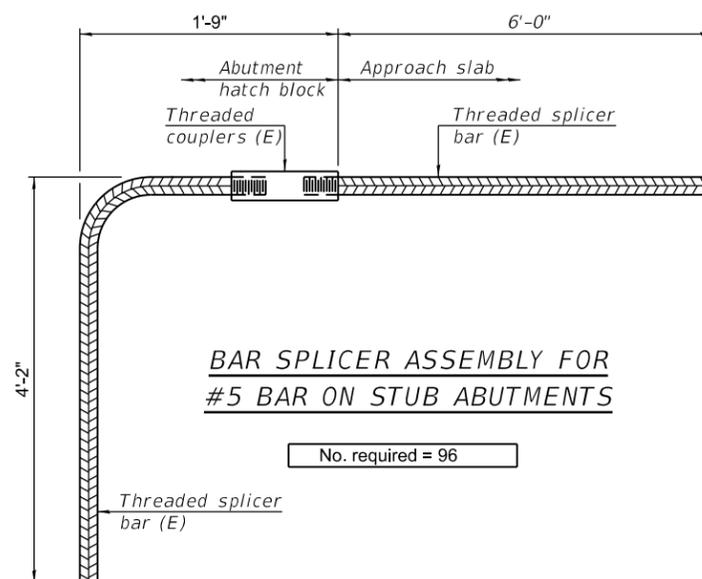 1'-9"
6'-0"
Abutment
hatch block
Approach slab
Threaded
couplers (E)
Threaded splicer
bar (E)
4'-2"
BAR SPLICER ASSEMBLY FOR
#5 BAR ON STUB ABUTMENTS
No. required = 96
Threaded splicer
bar (E)